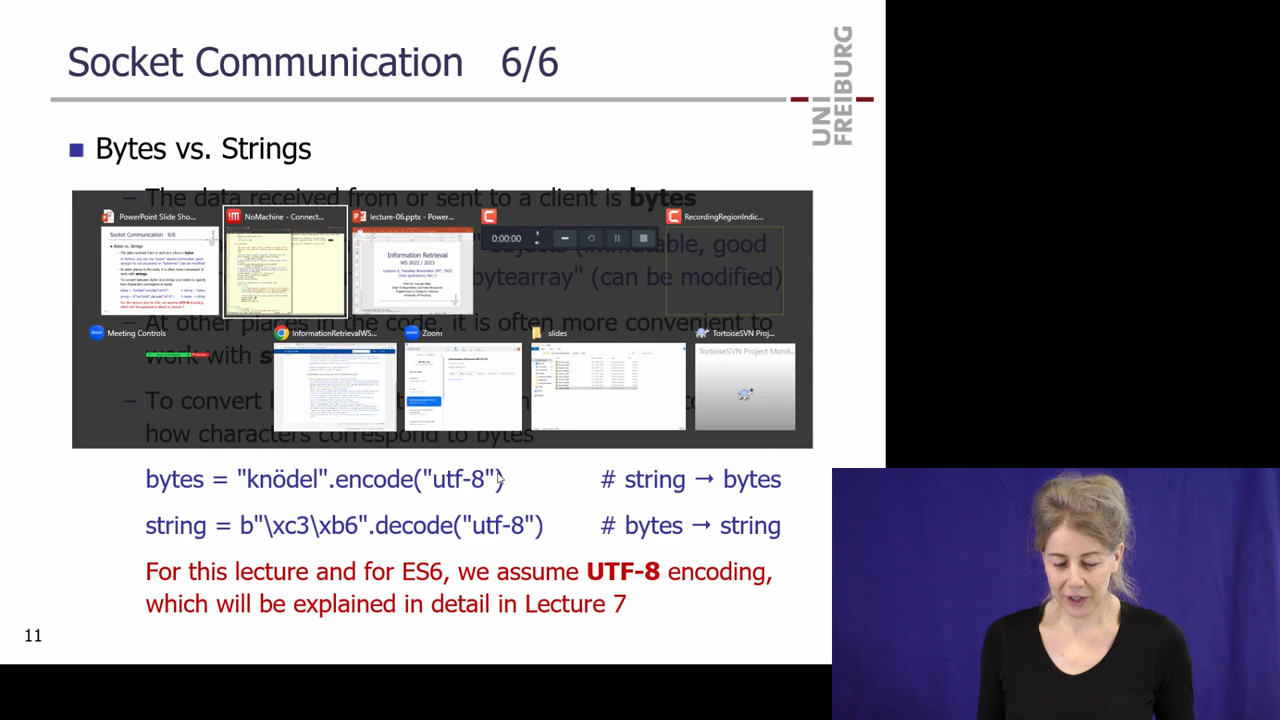 Socket Communication 6/6
UNI
FREIBURG
Bytes vs. Strings
– The data received from or sent to a client is bytes
PowerPoint Slide Sho...
NoMachine - Connect...
lecture-06.pptx - Power...
RecordingRegionIndic...
0:00:00
able, good
bytearray" (can be modified)
Information Retrieval
WS 2022 / 2023
– At other places in the code, it is often more convenient to
Meeting Controls
InformationRetrievalWS...
Zoom
slides
TortoiseSVN Proj...
TortoiseSVN Project Monit...
work with s
– To convert
how characters correspond to bytes
bytes = "knödel".encode("utf-8") # string → bytes
string = b"\xc3\xb6".decode("utf-8") # bytes → string
For this lecture and for ES6, we assume UTF-8 encoding,
which will be explained in detail in Lecture 7
11